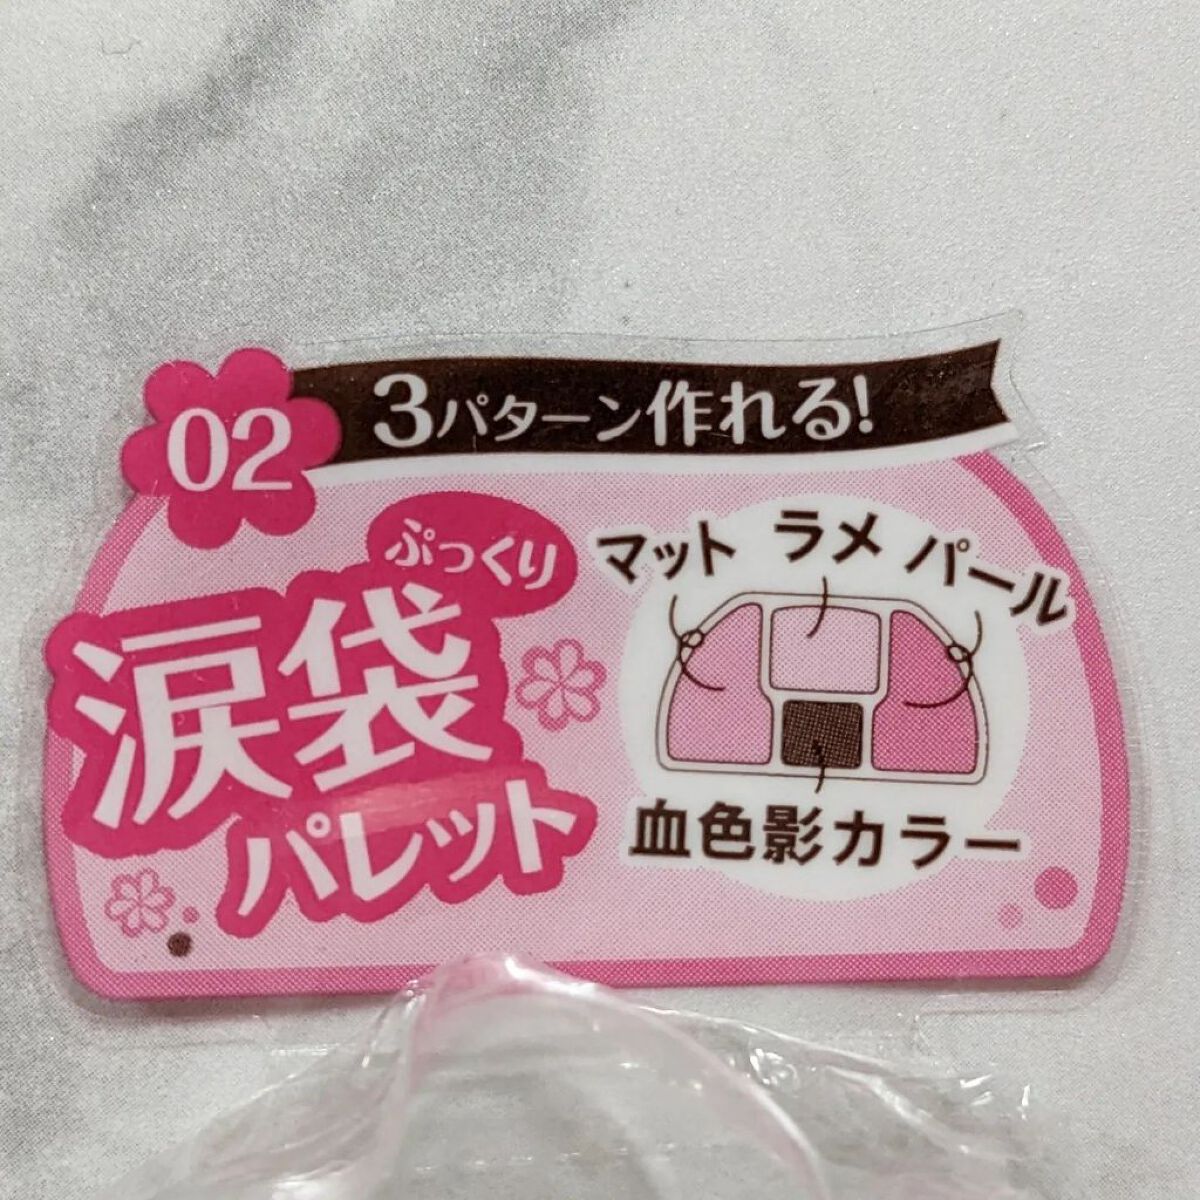 02
3パターン作れる!
ぷっくり
涙袋
パレット
マット ラメ パール
血色影カラー